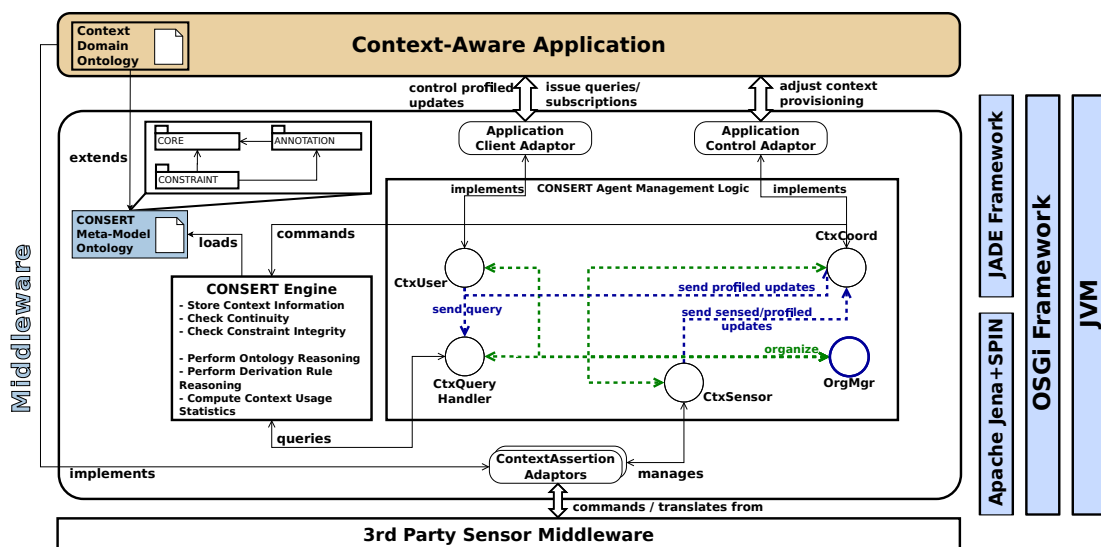 Context
Domain
Ontology
Context-Aware Application
control profiled
updates
issue queries/
subscriptions
adjust context
provisioning
Application
Client Adaptor
Application
Control Adaptor
CORE
ANNOTATION
CONSTRAINT
extends
implements
CONSERT Agent Management Logic
implements
CONSERT
Meta-Model
Ontology
loads
commands
CtxCoord
CtxUser
CONSERT Engine
- Store Context Information
- Check Continuity
- Check Constraint Integrity
- Perform Ontology Reasoning
- Perform Derivation Rule
Reasoning
- Compute Context Usage
Statistics
send profiled updates
send query
send sensed/profiled
updates
organize
CtxQuery
Handler
CtxSensor
OrgMgr
queries
implements
ContextAssertion
Adaptors
manages
commands / translates from
3rd Party Sensor Middleware
Middleware
JADE Framework
Apache Jena+SPIN
OSGi Framework
JVM